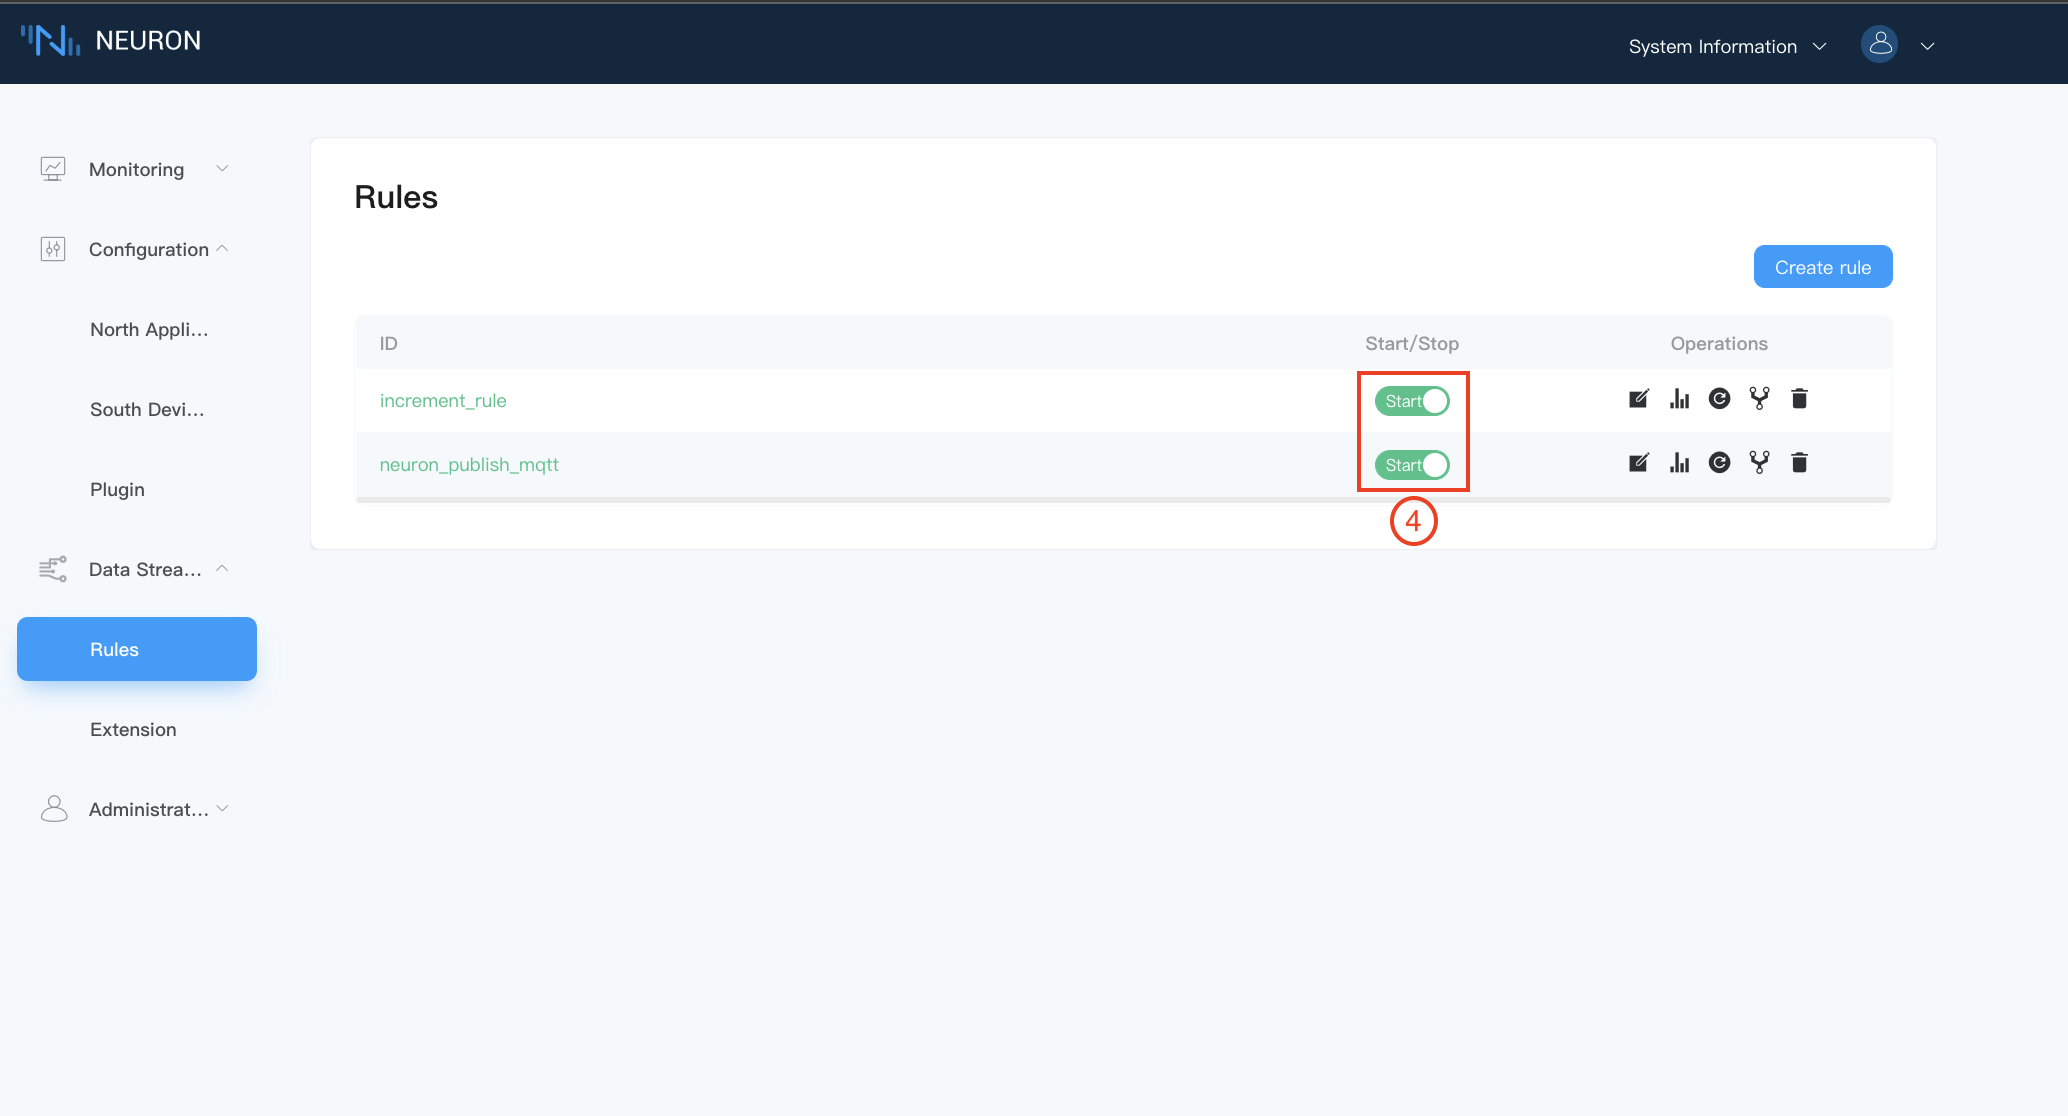 NEURON
System Information
Monitoring
Configuration
North Appli...
South Devi...
Plugin
Data Strea...
Rules
Extension
Administrat...
Rules
Create rule
ID Start/Stop Operations
increment_rule Start
neuron_publish_mqtt Start
4